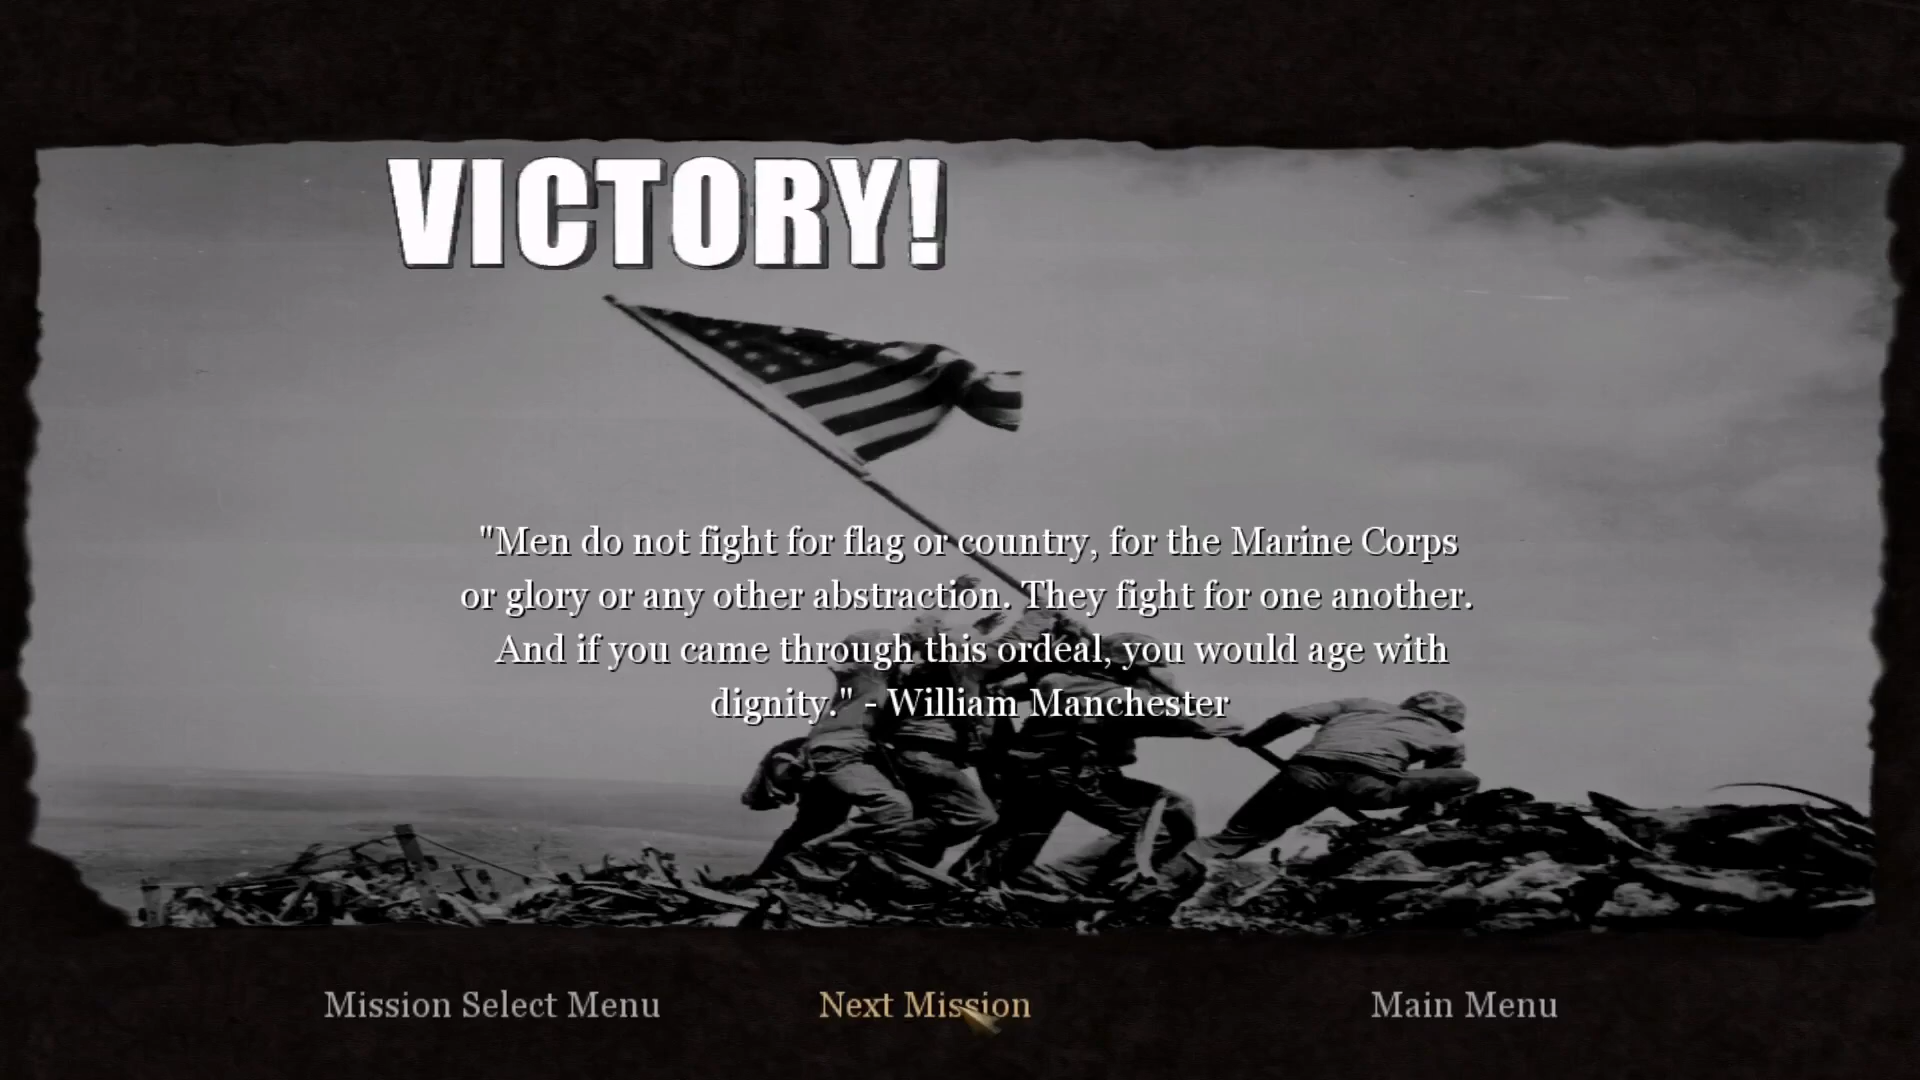 VICTORY!
"Men do not fight for flag or country, for the Marine Corps
or glory or any other abstraction. They fight for one another.
And if you came through this ordeal, you would age with
dignity." - William Manchester
Mission Select Menu
Next Mission
Main Menu